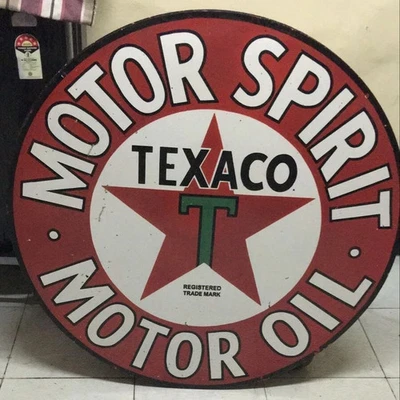 MOTOR SPIRIT
TEXACO
T
REGISTERED
TRADE MARK
MOTOR OIL